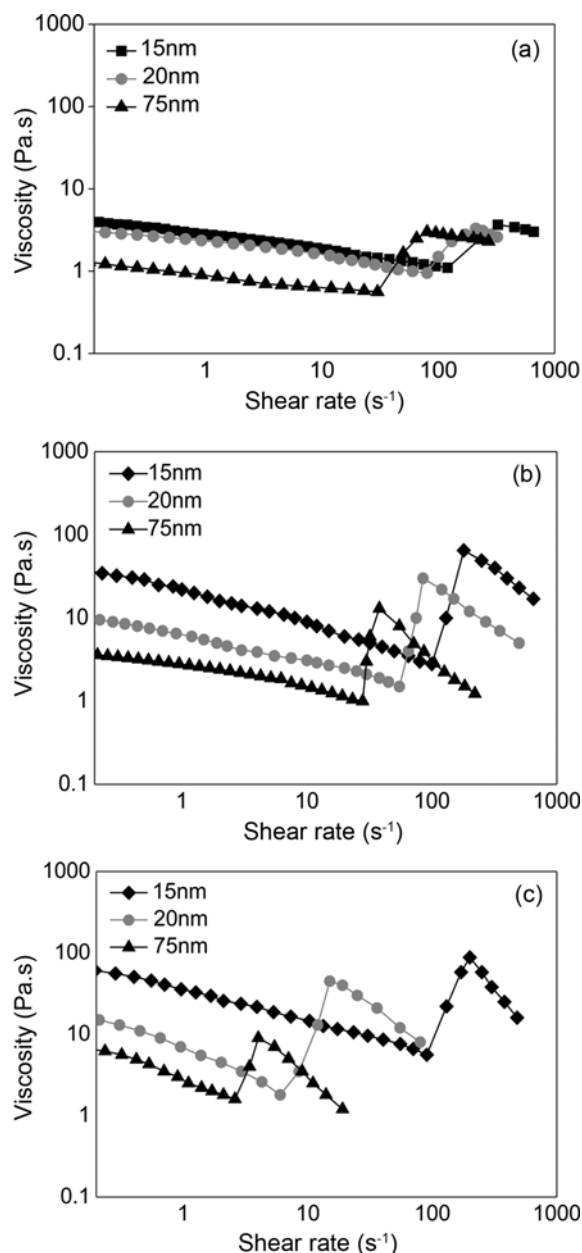 1000
(a)
15nm
20nm
75nm
100
10
1
0.1
Viscosity (Pa.s)
1 10 100 1000
Shear rate (s⁻¹)
1000
(b)
15nm
20nm
75nm
100
10
1
0.1
Viscosity (Pa.s)
1 10 100 1000
Shear rate (s⁻¹)
1000
(c)
15nm
20nm
75nm
100
10
1
0.1
Viscosity (Pa.s)
1 10 100 1000
Shear rate (s⁻¹)